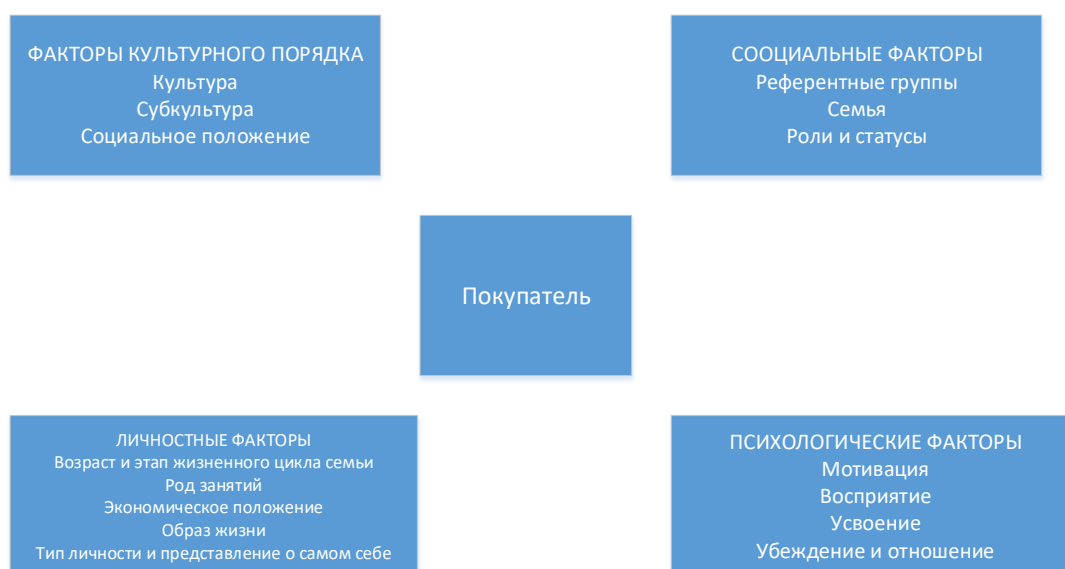 ФАКТОРЫ КУЛЬТУРНОГО ПОРЯДКА
Культура
Субкультура
Социальное положение
СООЦИАЛЬНЫЕ ФАКТОРЫ
Референтные группы
Семья
Роли и статусы
Покупатель
ЛИЧНОСТНЫЕ ФАКТОРЫ
Возраст и этап жизненного цикла семьи
Род занятий
Экономическое положение
Образ жизни
Тип личности и представление о самом себе
ПСИХОЛОГИЧЕСКИЕ ФАКТОРЫ
Мотивация
Восприятие
Усвоение
Убеждение и отношение